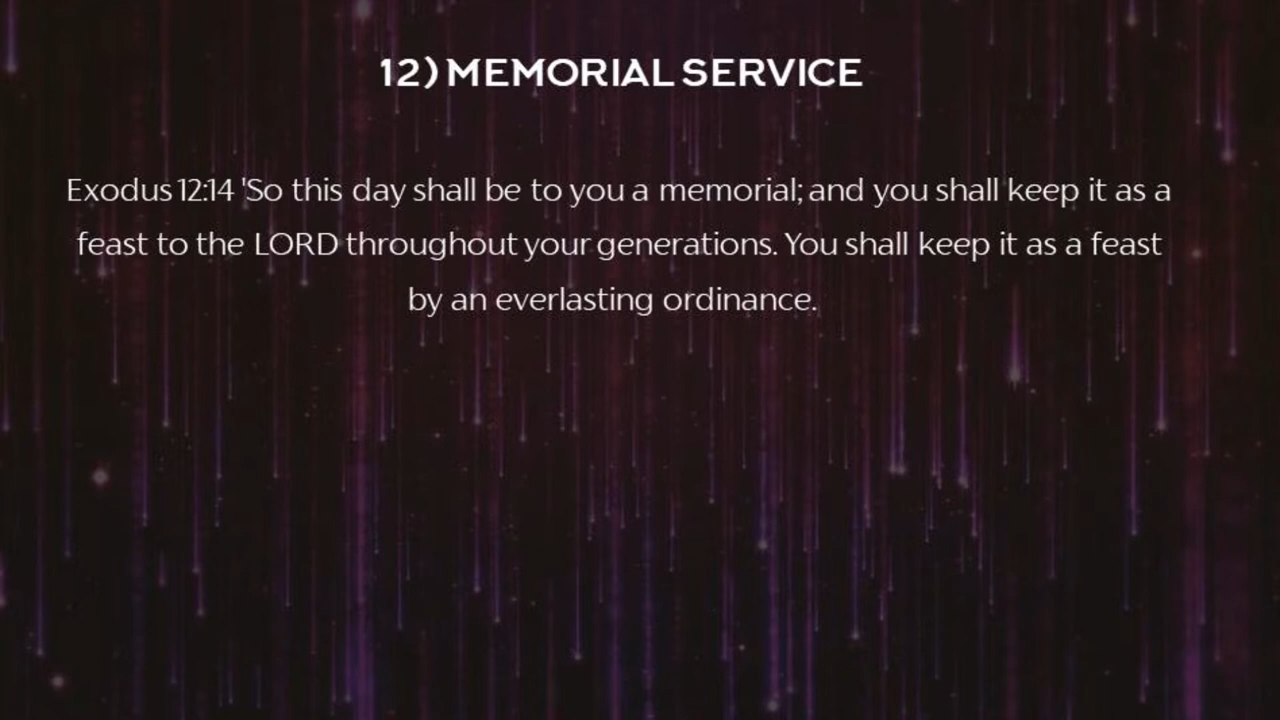 12) MEMORIAL SERVICE
Exodus 12:14 'So this day shall be to you a memorial; and you shall keep it as a
feast to the LORD throughout your generations. You shall keep it as a feast
by an everlasting ordinance.